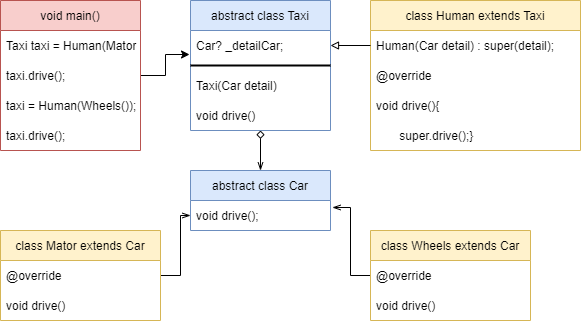 void main()
Taxi taxi = Human(Mator
taxi.drive();
taxi = Human(Wheels());
taxi.drive();
abstract class Taxi
Car? _detailCar;
Taxi(Car detail)
void drive()
class Human extends Taxi
Human(Car detail) : super(detail);
@override
void drive(){
super.drive();}
abstract class Car
void drive();
class Mator extends Car
@override
void drive()
class Wheels extends Car
@override
void drive()